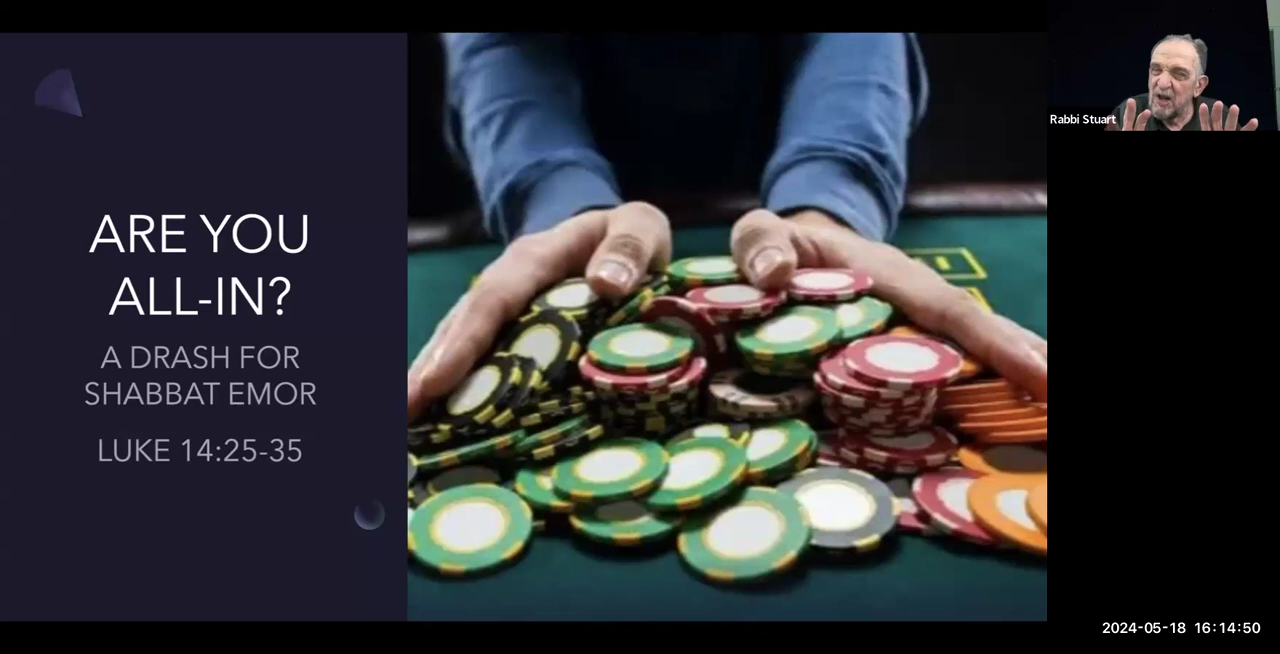 ARE YOU
ALL-IN?
A DRASH FOR
SHABBAT EMOR
LUKE 14:25-35
Rabbi Stuart
2024-05-18 16:14:50